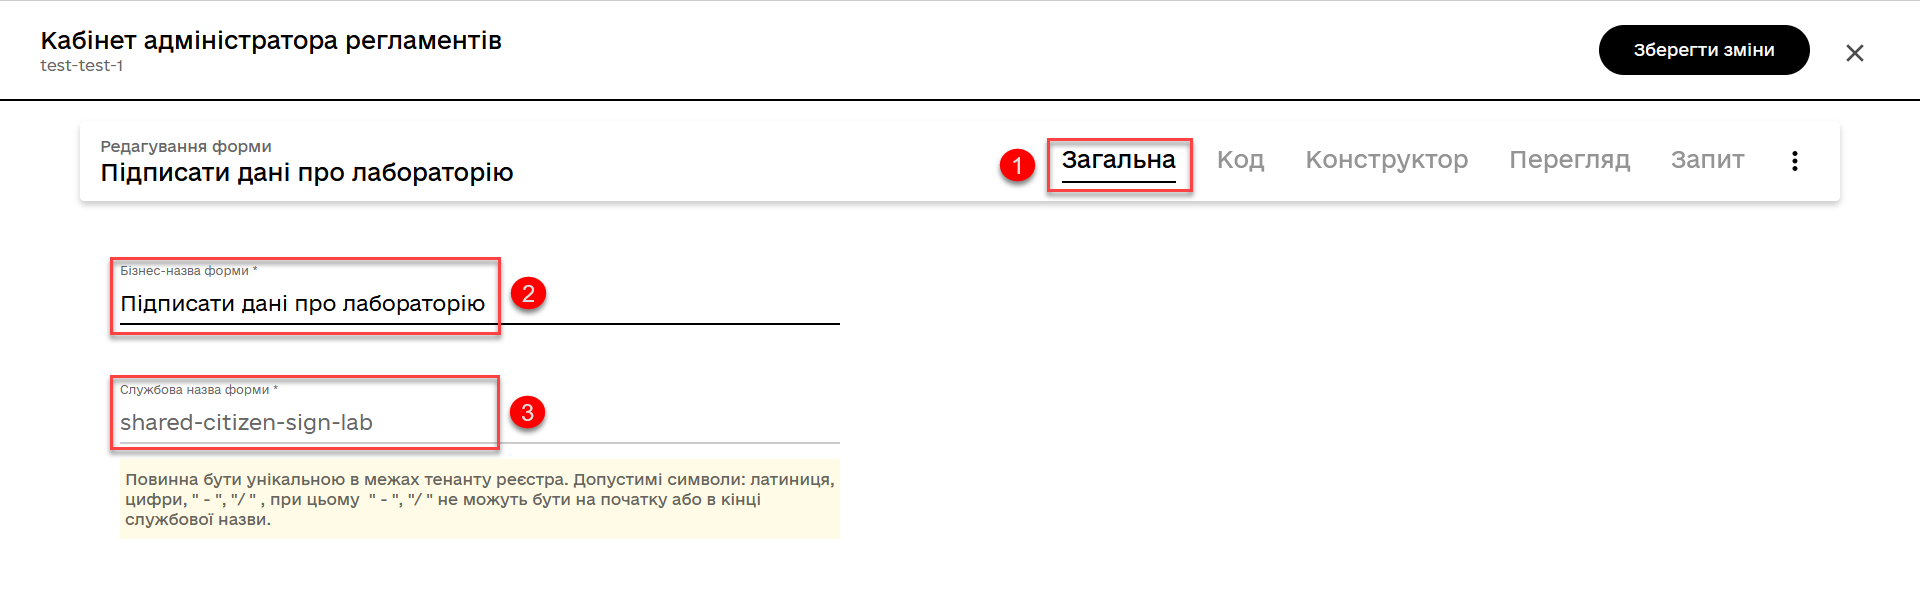 Кабінет адміністратора регламентів
test-test-1
Зберегти зміни
Редагування форми
Підписати дані про лабораторію
1
Загальна
Код
Конструктор
Перегляд
Запит
Бізнес-назва форми *
Підписати дані про лабораторію
2
Службова назва форми *
shared-citizen-sign-lab
3
Повинна бути унікальною в межах тенанту реєстра. Допустимі символи: латиниця,
цифри, " - ", "/ " , при цьому  " - ", "/ " не можуть бути на початку або в кінці
службової назви.